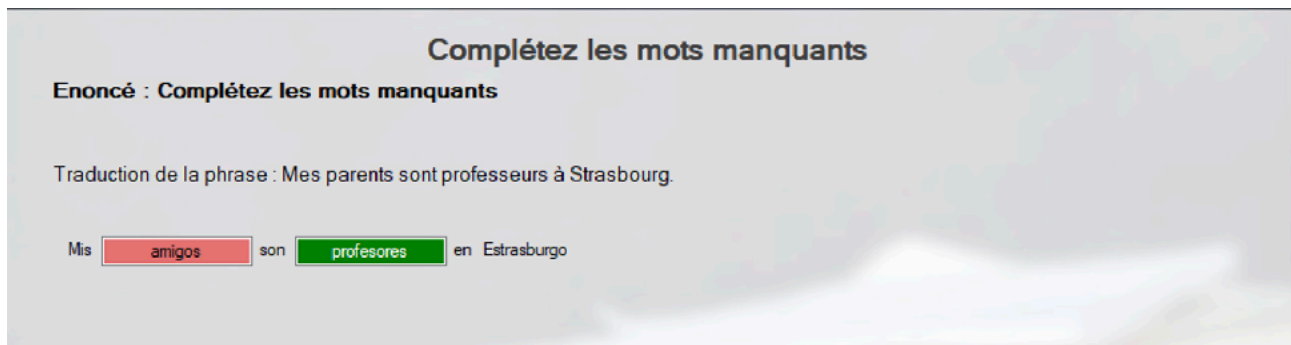 Complétez les mots manquants
Enoncé : Complétez les mots manquants
Traduction de la phrase : Mes parents sont professeurs à Strasbourg.
Mis amigos son profesores en Estrasburgo